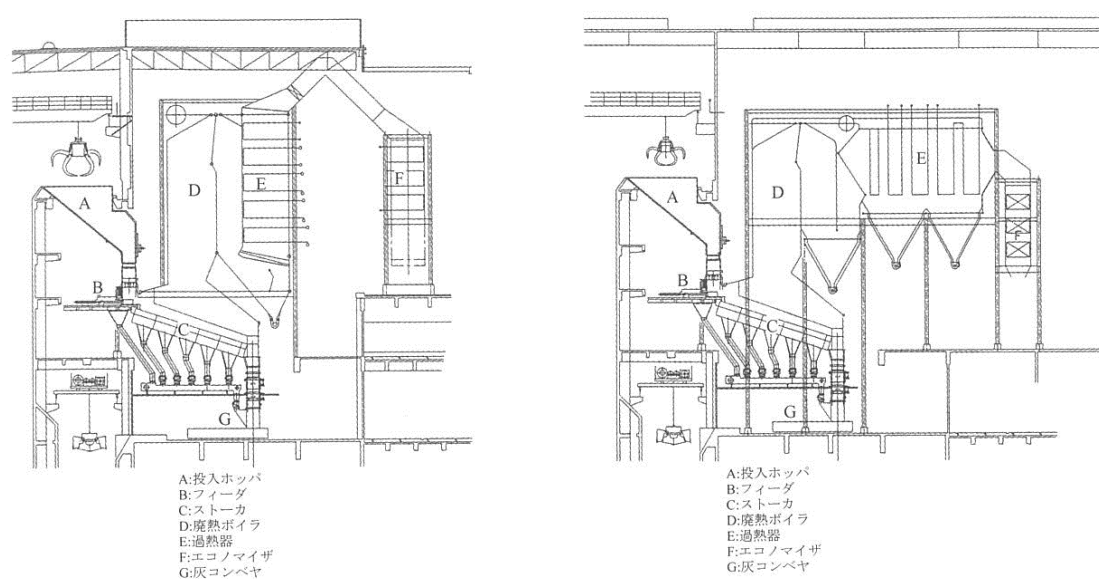 A
B
C
D
E
F
G
A:投入ホッパ
B:フィーダ
C:ストーカ
D:廃熱ボイラ
E:過熱器
F:エコノマイザ
G:灰コンベヤ
A
B
C
D
E
F
G
A:投入ホッパ
B:フィーダ
C:ストーカ
D:廃熱ボイラ
E:過熱器
F:エコノマイザ
G:灰コンベヤ